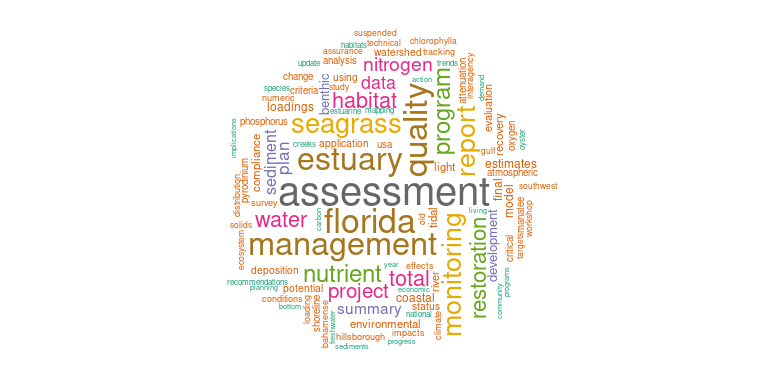 suspended
habitats technical chlorophylla
assurance watershed tracking
update analysis nitrogen trends
species change using data action
criteria study
numeric benthic habitat
loadings estuarine mapping
phosphorus seagrass
creeks application usa
quality
program
report
attenuation
interagency
demand
evaluation
recovery
oxygen
oyster
gulf
implications
compliance
sediment
plan
estuary
light
estimates
atmospheric
distribution
pyrodinium
survey
assessment
final
model
southwest
solids
water
carbon
florida
old
tidal
living
development
critical
targets
manatee
workshop
ecosystem
management
monitoring
restoration
deposition
nutrient
year
effects
total
river
recommendations
planning
potential
project
economic
conditions
coastal
bottom
loading
shoreline
bahamense
freshwater
summary
status
national
environmental
climate
community
programs
hillsborough
impacts
sediments
progress